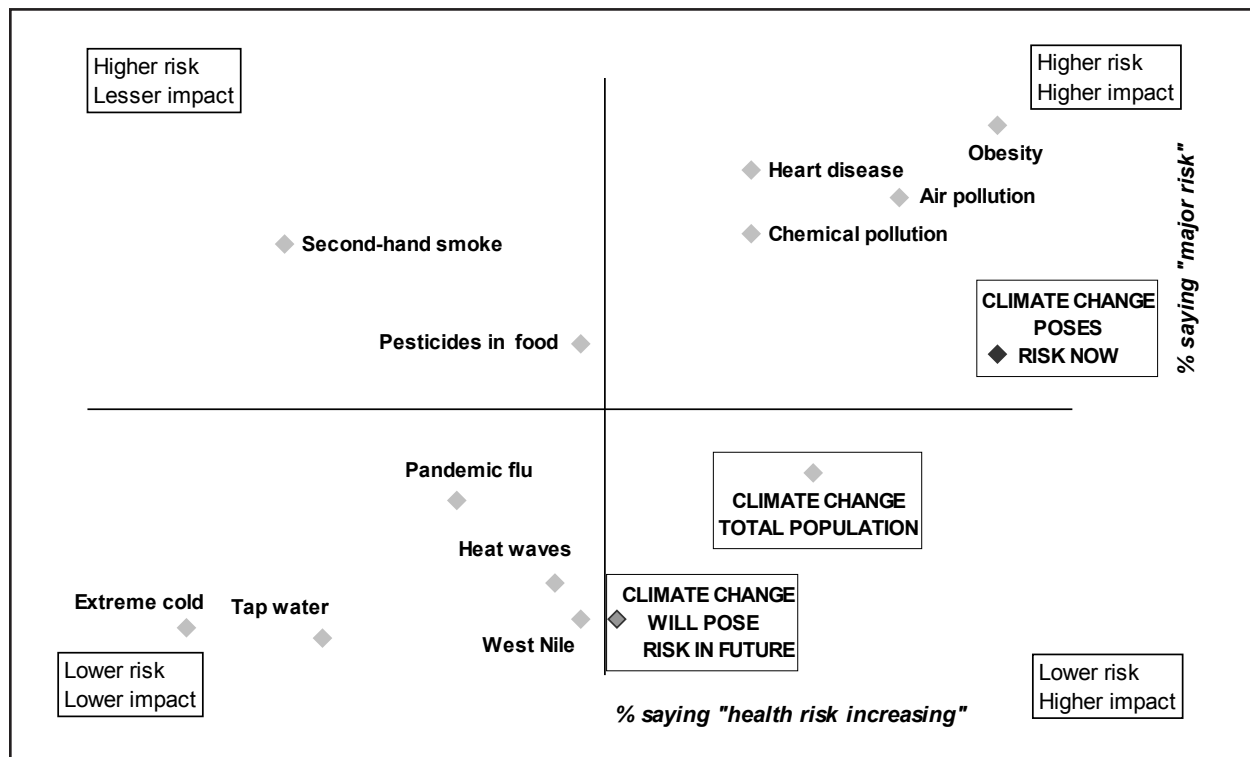 Higher risk
Lesser impact
Higher risk
Higher impact
Obesity
Heart disease
Air pollution
Chemical pollution
% saying "major risk"
Second-hand smoke
CLIMATE CHANGE
POSES
RISK NOW
Pesticides in food
Pandemic flu
CLIMATE CHANGE
TOTAL POPULATION
Heat waves
CLIMATE CHANGE
WILL POSE
RISK IN FUTURE
Extreme cold
Tap water
West Nile
Lower risk
Lower impact
Lower risk
Higher impact
% saying "health risk increasing"